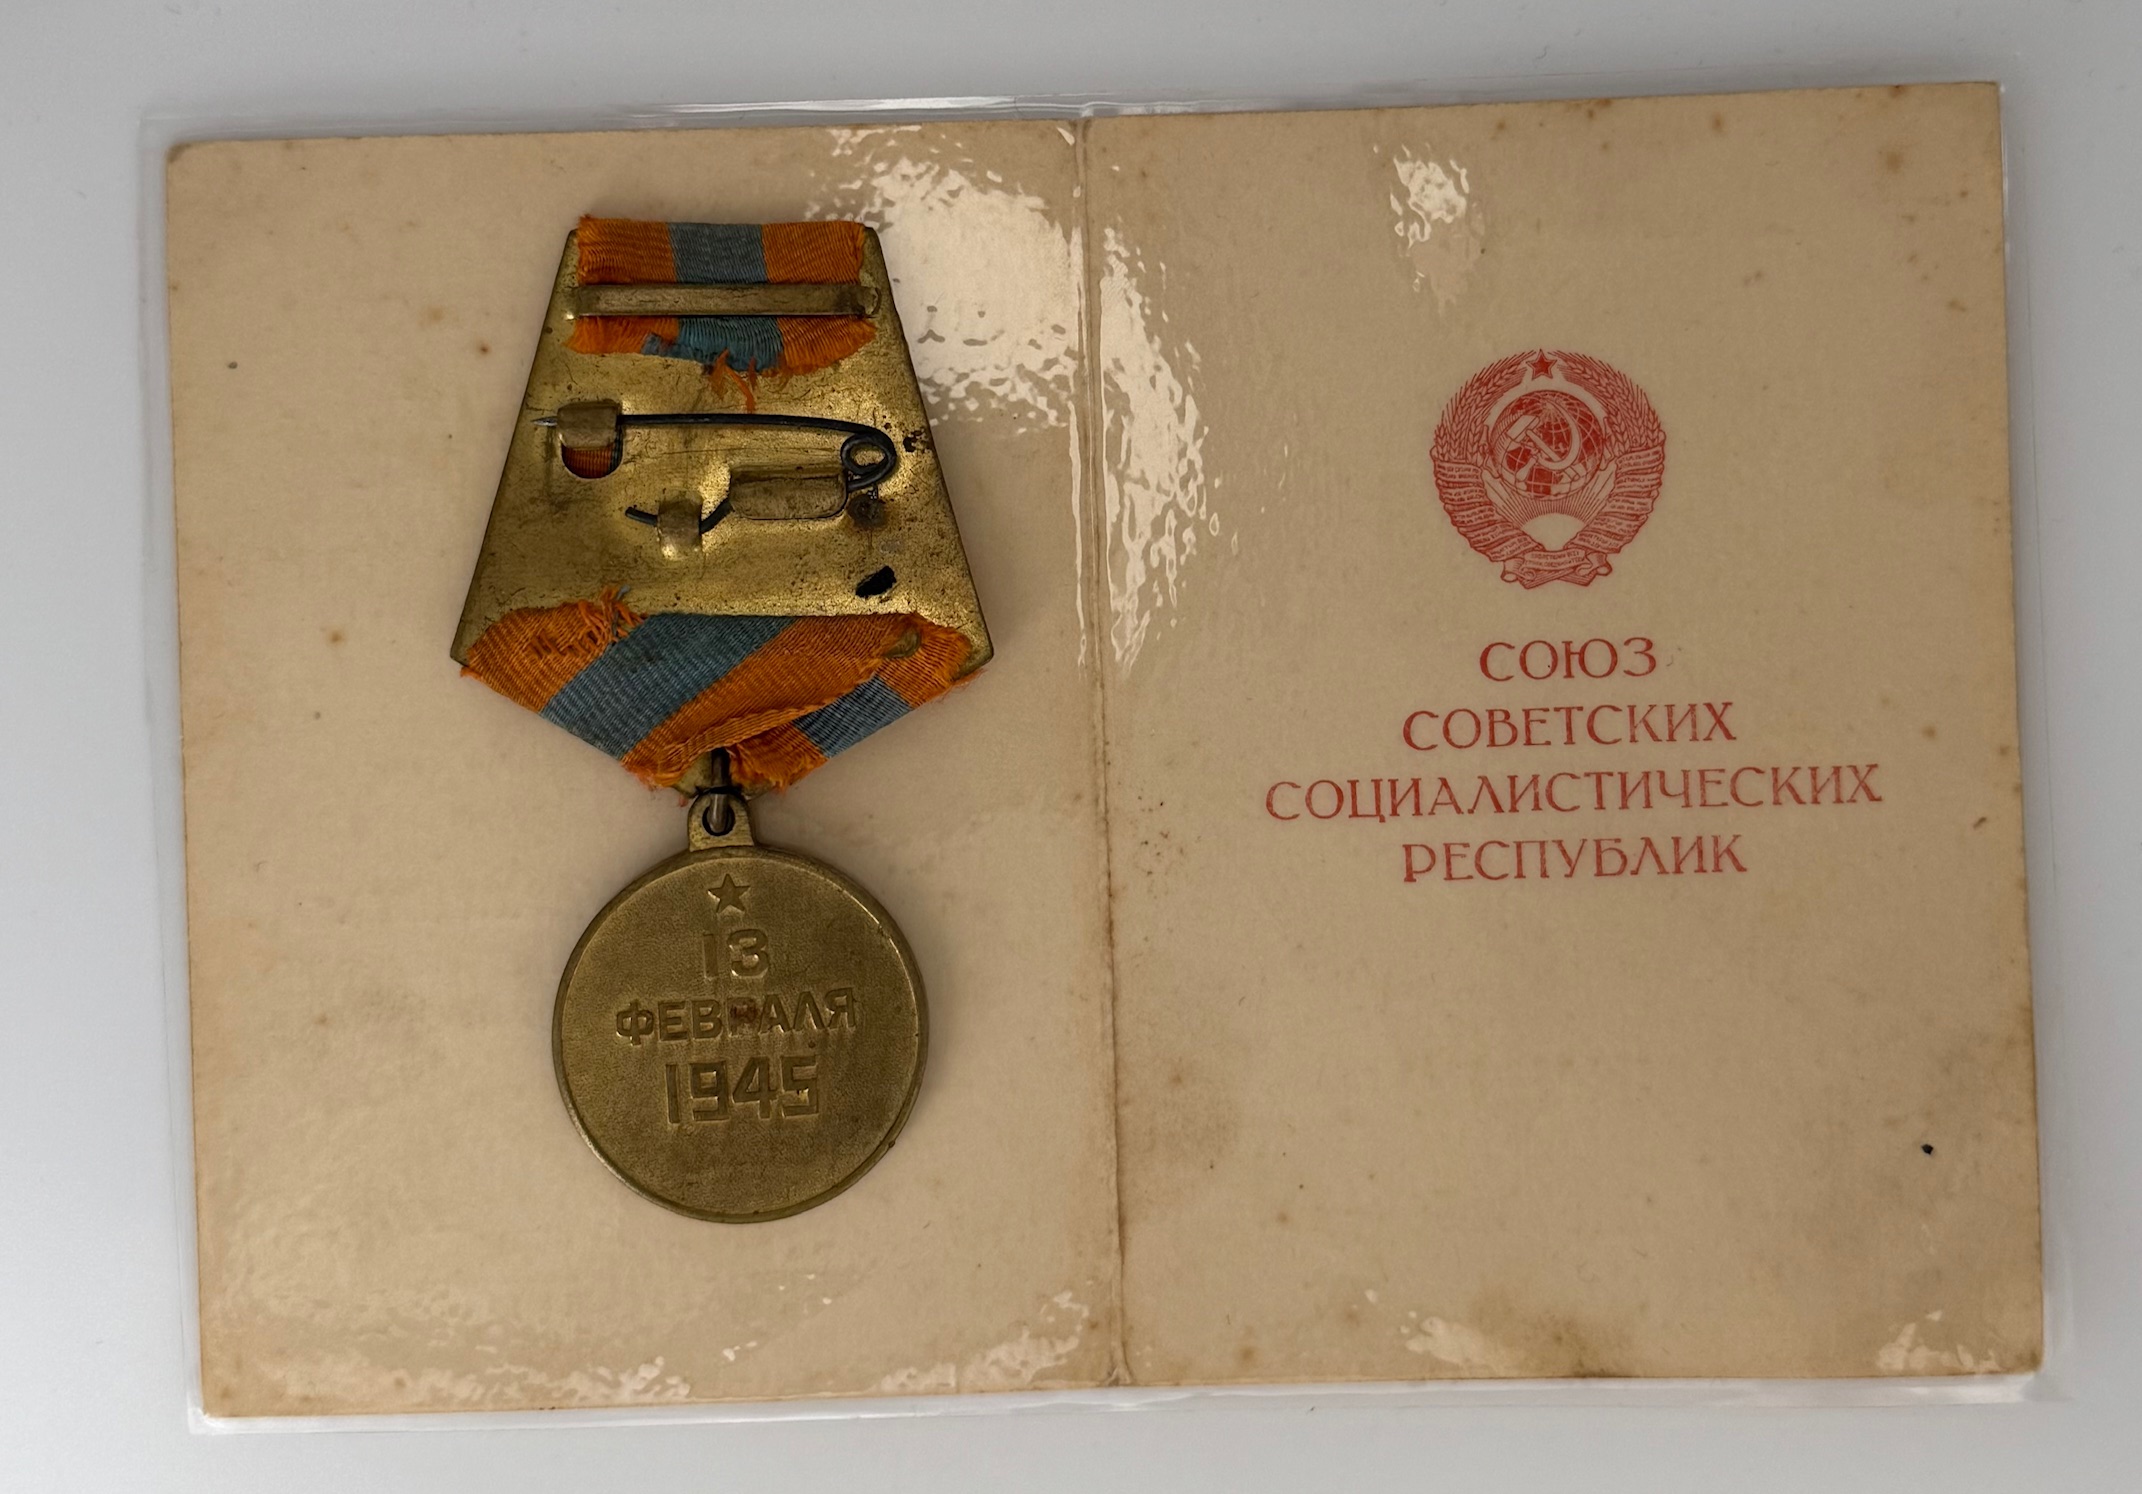 13
ФЕВРАЛЯ
1945
СОЮЗ
СОВЕТСКИХ
СОЦИАЛИСТИЧЕСКИХ
РЕСПУБЛИК